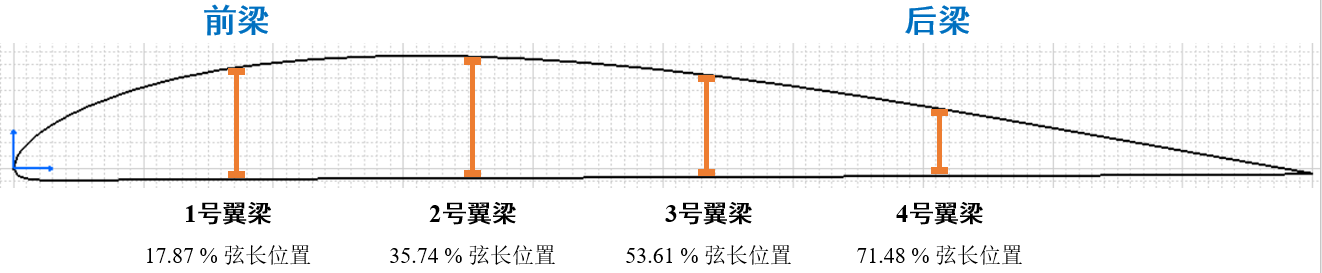 前梁 后梁
1号翼梁 2号翼梁 3号翼梁 4号翼梁
17.87 % 弦长位置 35.74 % 弦长位置 53.61 % 弦长位置 71.48 % 弦长位置